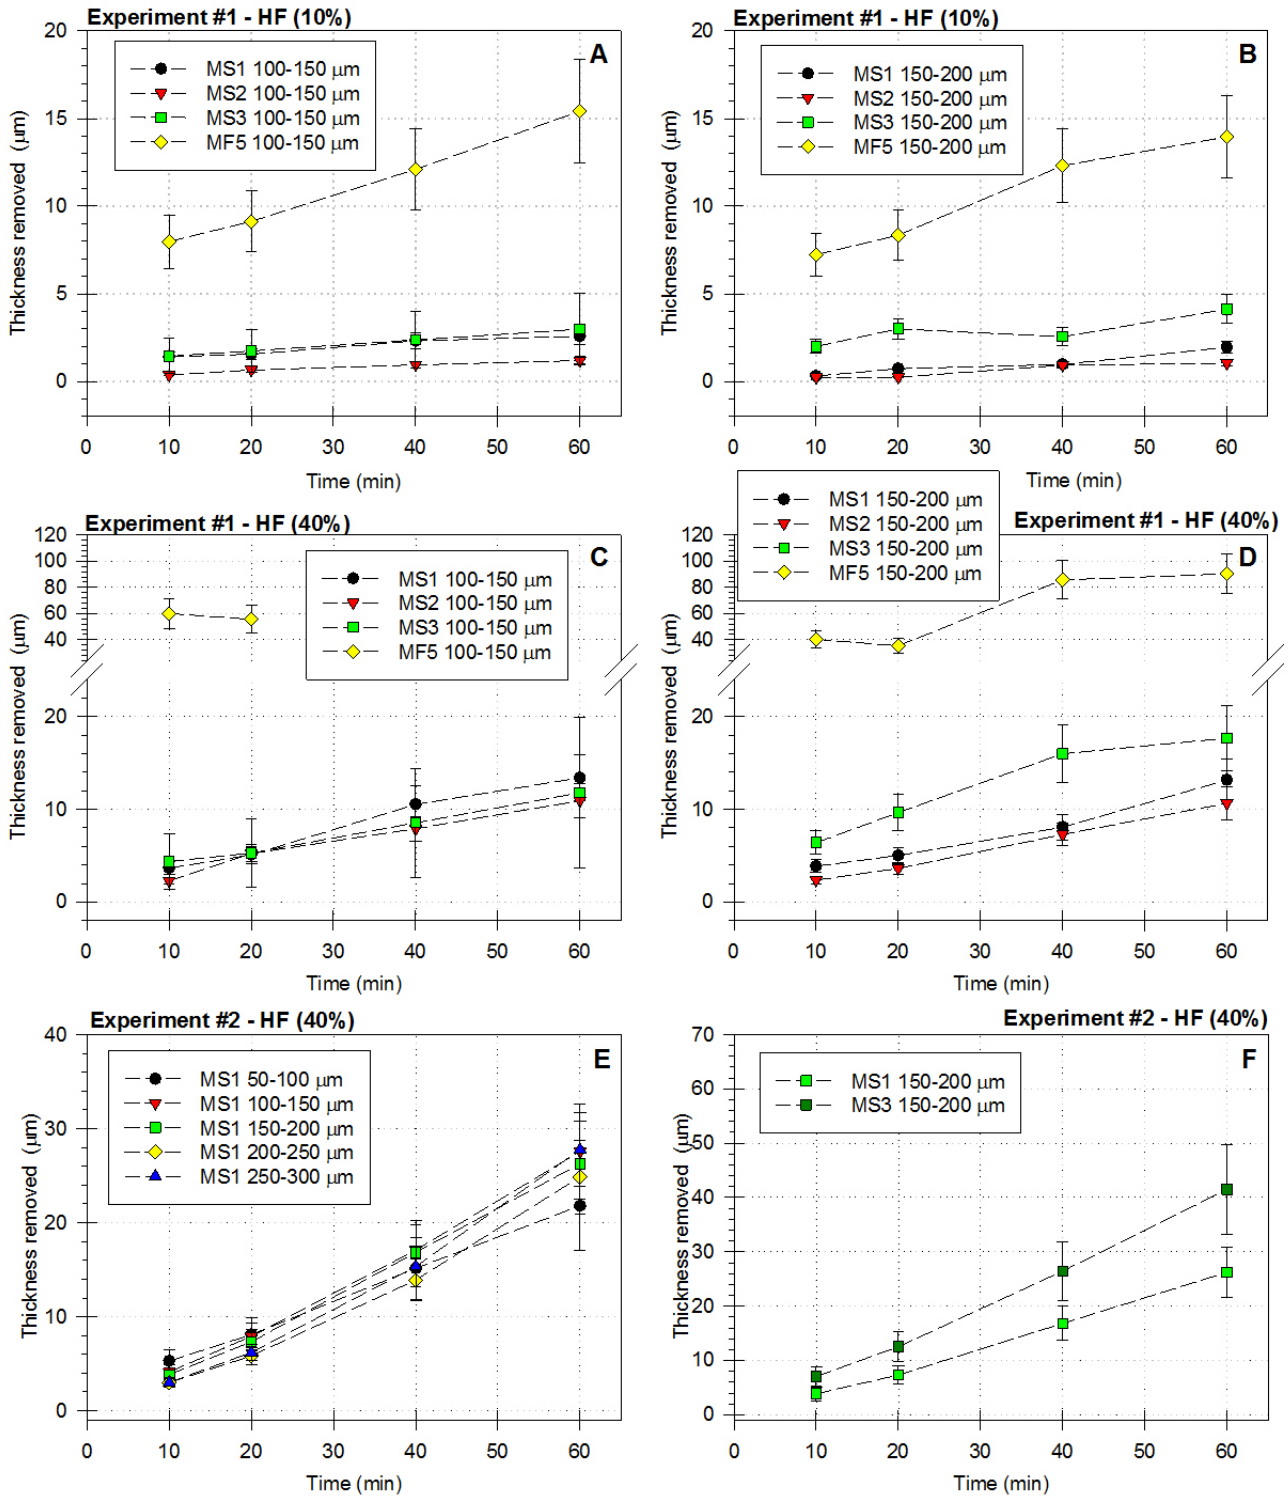 Experiment #1 - HF (10%)
A
MS1 100-150 μm
MS2 100-150 μm
MS3 100-150 μm
MF5 100-150 μm
Thickness removed (μm)
20
15
10
5
0
0 10 20 30 40 50 60
Time (min)
Experiment #1 - HF (10%)
B
MS1 150-200 μm
MS2 150-200 μm
MS3 150-200 μm
MF5 150-200 μm
Thickness removed (μm)
20
15
10
5
0
0 10 20 30 40 50 60
Time (min)
Experiment #1 - HF (40%)
C
MS1 100-150 μm
MS2 100-150 μm
MS3 100-150 μm
MF5 100-150 μm
Thickness removed (μm)
120
100
80
60
40
20
10
0
0 10 20 30 40 50 60
Time (min)
Experiment #1 - HF (40%)
D
MS1 150-200 μm
MS2 150-200 μm
MS3 150-200 μm
MF5 150-200 μm
Thickness removed (μm)
120
100
80
60
40
20
10
0
0 10 20 30 40 50 60
Time (min)
Experiment #2 - HF (40%)
E
MS1 50-100 μm
MS1 100-150 μm
MS1 150-200 μm
MS1 200-250 μm
MS1 250-300 μm
Thickness removed (μm)
40
30
20
10
0
0 10 20 30 40 50 60
Time (min)
Experiment #2 - HF (40%)
F
MS1 150-200 μm
MS3 150-200 μm
Thickness removed (μm)
70
60
50
40
30
20
10
0
0 10 20 30 40 50 60
Time (min)